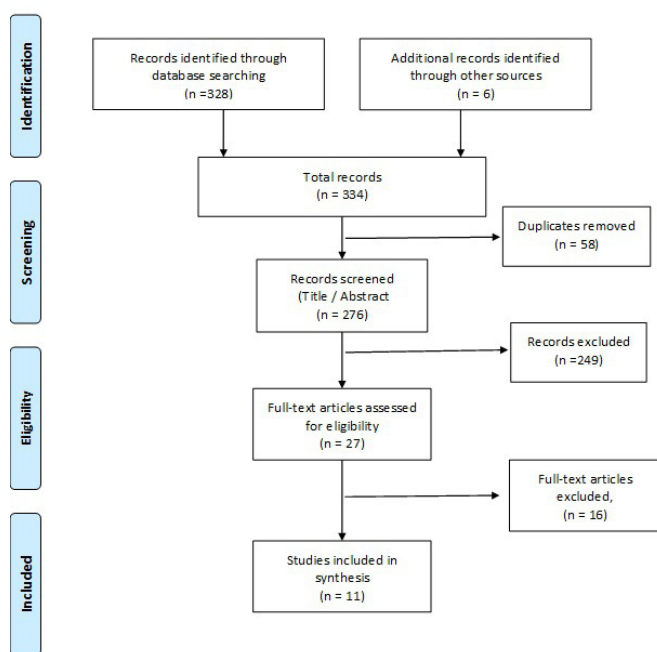 Identification
Records identified through
database searching
(n =328)
Additional records identified
through other sources
(n = 6)
Total records
(n = 334)
Screening
Duplicates removed
(n = 58)
Records screened
(Title / Abstract
(n = 276)
Records excluded
(n =249)
Eligibility
Full-text articles assessed
for eligibility
(n = 27)
Full-text articles
excluded,
(n = 16)
Included
Studies included in
synthesis
(n = 11)